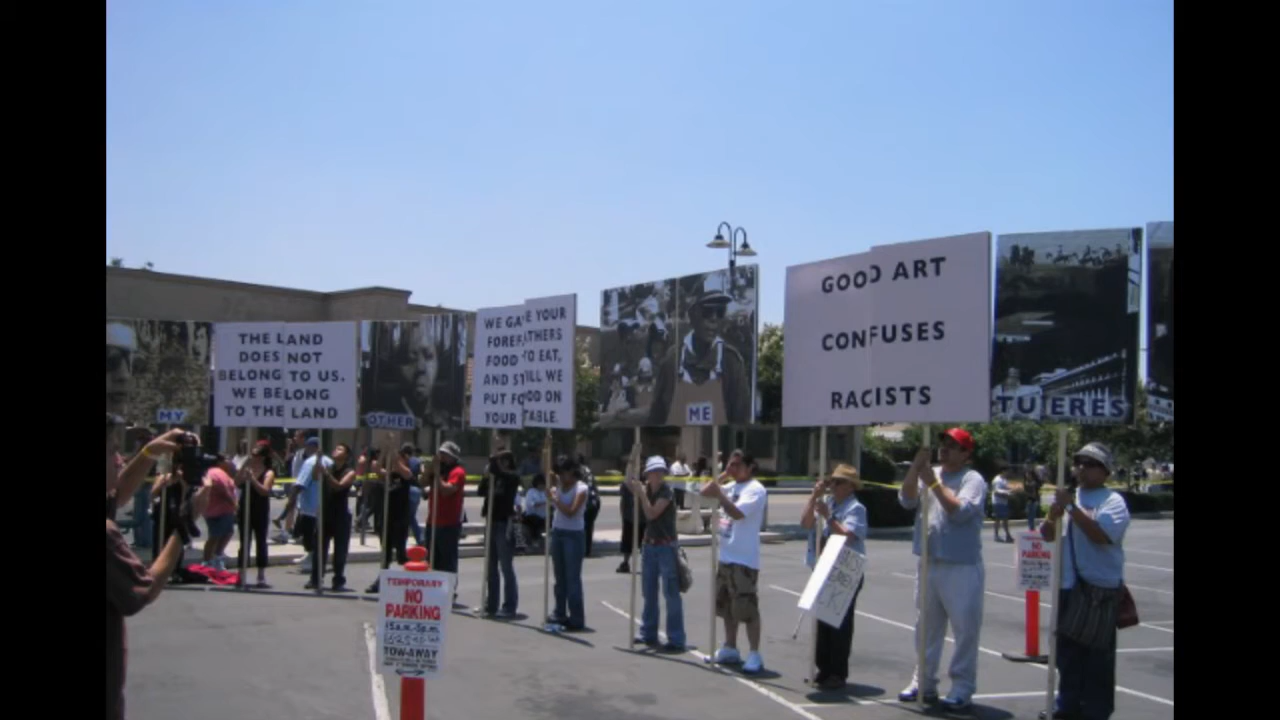 MY
THE LAND
DOES NOT
BELONG TO US.
WE BELONG
TO THE LAND
OTHER
WE GAVE YOUR
FOREFATHERS
FOOD TO EAT,
AND STILL WE
PUT FOOD ON
YOUR TABLE.
ME
GOOD ART
CONFUSES
RACISTS
TU ERES
TEMPORARY
NO
PARKING
TOW-AWAY
NO
PARKING